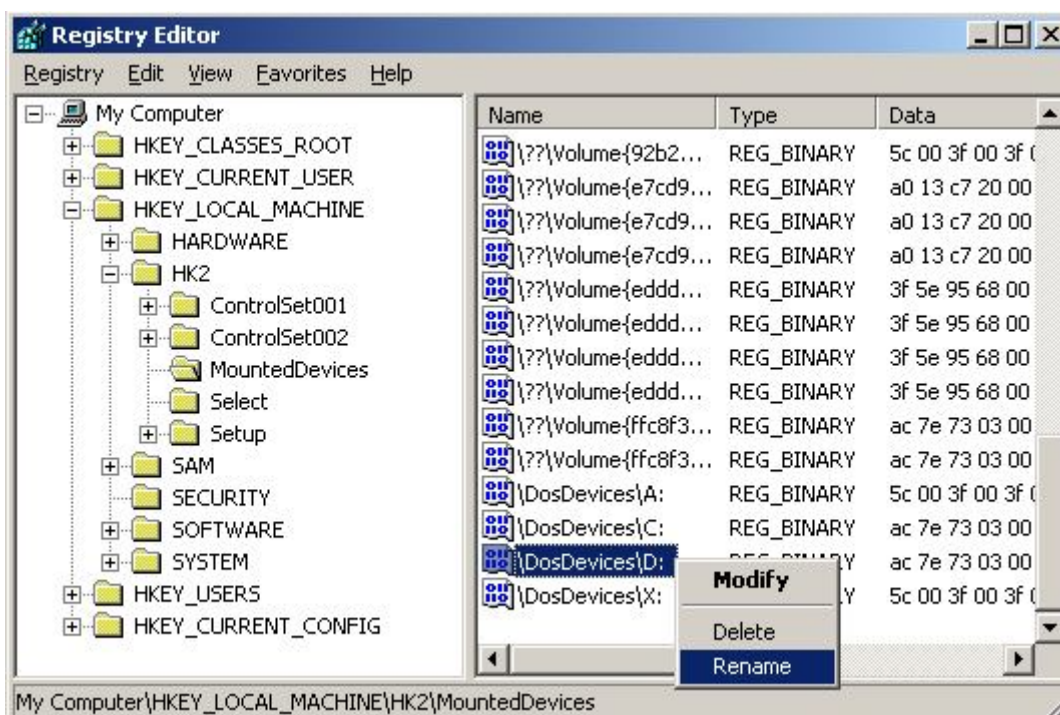 Registry Editor
Registry Edit View Favorites Help
My Computer
HKEY_CLASSES_ROOT
HKEY_CURRENT_USER
HKEY_LOCAL_MACHINE
HARDWARE
HK2
ControlSet001
ControlSet002
MountedDevices
Select
Setup
SAM
SECURITY
SOFTWARE
SYSTEM
HKEY_USERS
HKEY_CURRENT_CONFIG
Name Type Data
\??\Volume{92b2... REG_BINARY 5c 00 3f 00 3f
\??\Volume{e7cd9... REG_BINARY a0 13 c7 20 00
\??\Volume{e7cd9... REG_BINARY a0 13 c7 20 00
\??\Volume{e7cd9... REG_BINARY a0 13 c7 20 00
\??\Volume{eddd... REG_BINARY 3f 5e 95 68 00
\??\Volume{eddd... REG_BINARY 3f 5e 95 68 00
\??\Volume{eddd... REG_BINARY 3f 5e 95 68 00
\??\Volume{eddd... REG_BINARY 3f 5e 95 68 00
\??\Volume{ffc8f3... REG_BINARY ac 7e 73 03 00
\??\Volume{ffc8f3... REG_BINARY ac 7e 73 03 00
\DosDevices\A: REG_BINARY 5c 00 3f 00 3f
\DosDevices\C: REG_BINARY ac 7e 73 03 00
\DosDevices\D: ac 7e 73 03 00
\DosDevices\X: 5c 00 3f 00 3f
Modify
Delete
Rename
My Computer\HKEY_LOCAL_MACHINE\HK2\MountedDevices